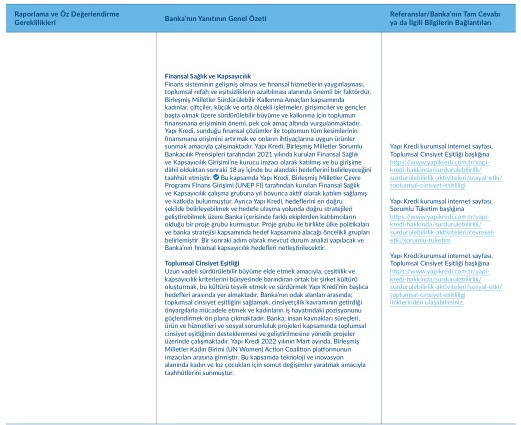 Raporlama ve Öz Değerlendirme
Gereklilikleri
Banka'nın Yanıtının Genel Özeti
Referanslar/Banka'nın Tam Cevabı
ya da İlgili Bilgilerin Bağlantıları
Finansal Sağlık ve Kapsayıcılık
Finans sisteminin gelişmiş olması ve finansal hizmetlerin yaygınlaşması,
toplumsal refah ve eşitsizliklerin azaltılması alanında önemli bir faktördür.
Birleşmiş Milletler Sürdürülebilir Kalkınma Amaçları kapsamında
kadınlar, çiftçiler, küçük ve orta ölçekli işletmeler, girişimciler ve gençler
başta olmak üzere sürdürülebilir büyüme ve kalkınma için toplumun
finansmana erişiminin önemi, pek çok amaç altında vurgulanmaktadır.
Yapı Kredi, sunduğu finansal çözümler ile toplumun tüm kesimlerinin
finansmana erişimini artırmak ve onların ihtiyaçlarına uygun ürünler
sunmak amacıyla çalışmaktadır. Yapı Kredi, Birleşmiş Milletler Sorumlu
Bankacılık Prensipleri tarafından 2021 yılında kurulan Finansal Sağlık
ve Kapsayıcılık Girişimi'ne kurucu imzacı olarak katılmış ve bu girişime
dâhil olduktan sonraki 18 ay içinde bu alandaki hedeflerini belirleyeceğini
taahhüt etmiştir. Bu kapsamda Yapı Kredi, Birleşmiş Milletler Çevre
Programı Finans Girişimi (UNEP FI) tarafından kurulan Finansal Sağlık
ve Kapsayıcılık çalışma grubuna yıl boyunca aktif olarak katılım sağlamış
ve katkıda bulunmuştur. Ayrıca Yapı Kredi, hedeflerini en doğru
şekilde belirleyebilmek ve hedefe ulaşma yolunda doğru stratejileri
geliştirebilmek üzere Banka içerisinde farklı ekiplerden katılımcıların
olduğu bir proje grubu kurmuştur. Proje grubu ile birlikte ülke politikaları
ve banka stratejisi kapsamında hedef kapsamına alacağı öncelikli grupları
belirlemiştir. Bir sonraki adım olarak mevcut durum analizi yapılacak ve
Banka'nın finansal kapsayıcılık hedefleri netleştirilecektir.
Toplumsal Cinsiyet Eşitliği
Uzun vadeli sürdürülebilir büyüme elde etmek amacıyla, çeşitlilik ve
kapsayıcılık kriterlerini bünyesinde barındıran ortak bir şirket kültürü
oluşturmak, bu kültürü teşvik etmek ve sürdürmek Yapı Kredi'nin başlıca
hedefleri arasında yer almaktadır. Banka'nın odak alanları arasında;
toplumsal cinsiyet eşitliğini sağlamak, cinsiyetçilik kavramının getirdiği
önyargılarla mücadele etmek ve kadınların iş hayatındaki pozisyonunu
güçlendirmek ön plana çıkmaktadır. Banka; insan kaynakları süreçleri,
ürün ve hizmetleri ve sosyal sorumluluk projeleri kapsamında toplumsal
cinsiyet eşitliğinin desteklenmesi ve geliştirilmesine yönelik projeler
üzerinde çalışmaktadır. Yapı Kredi 2022 yılının Mart ayında, Birleşmiş
Milletler Kadın Birimi (UN Women) Action Coalition platformunun
imzacıları arasına girmiştir. Bu kapsamda teknoloji ve inovasyon
alanında kadın ve kız çocukları için somut değişimler yaratmak amacıyla
taahhütlerini sunmuştur.
Yapı Kredi kurumsal internet sayfası,
Toplumsal Cinsiyet Eşitliği başlığına
https://www.yapikredi.com.tr/yapi-
kredi-hakkinda/surdurulebilirlik/
surdurulebilirlik-aktiviteleri/sosyal-etki/
toplumsal-cinsiyet-esitliligi
Yapı Kredi kurumsal internet sayfası,
Sorumlu Tüketim başlığına
https://www.yapikredi.com.tr/yapi-
kredi-hakkinda/surdurulebilirlik/
surdurulebilirlik-aktiviteleri/cevresel-
etki/sorumlu-tuketim
Yapı Kredi kurumsal internet sayfası,
Toplumsal Cinsiyet Eşitliği başlığına
https://www.yapikredi.com.tr/yapi-
kredi-hakkinda/surdurulebilirlik/
surdurulebilirlik-aktiviteleri/sosyal-etki/
toplumsal-cinsiyet-esitliligi
linklerinden ulaşabilirsiniz.